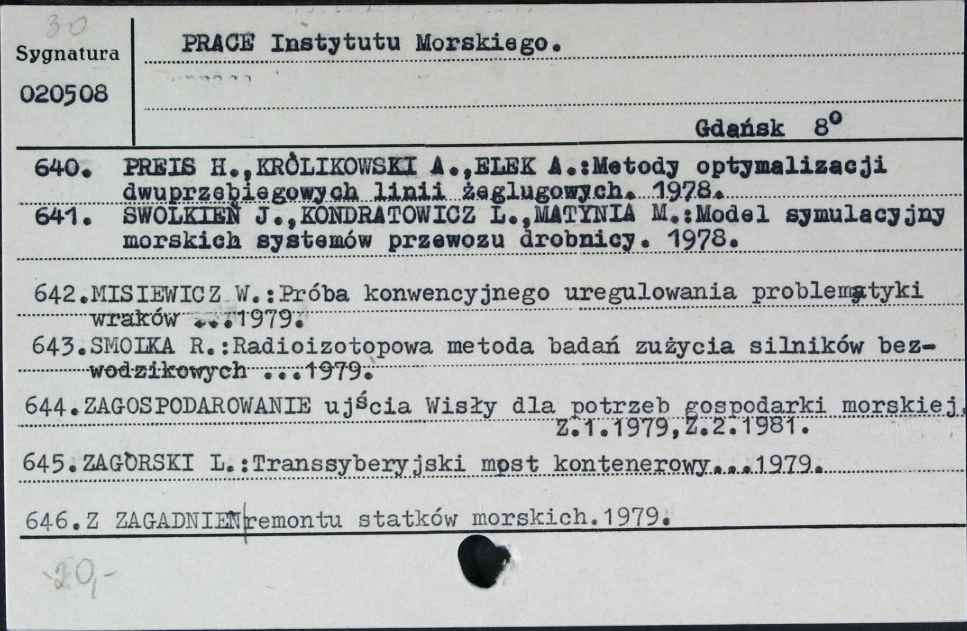 30
Sygnatura
020508
PRACE Instytutu Morskiego.
Gdańsk 8°
640. PREIS H.,KRÓLIKOWSKI A.,ELEK A.:Metody optymalizacji
dwuprzebiegowych linii żeglugowych. 1978.
641. SWOLKIEŃ J.,KONDRATOWICZ L.,MATYNIA M.:Model symulacyjny
morskich systemów przewozu drobnicy. 1978.
642.MISIEWICZ W.:Próba konwencyjnego uregulowania problematyki
wraków ...1979.
643.SMOLKA R.:Radioizotopowa metoda badań zużycia silników bez-
wodzikowych ...1979.
644.ZAGOSPODAROWANIE ujścia Wisły dla potrzeb gospodarki morskiej.
Z.1.1979,Z.2.1981.
645.ZAGÓRSKI L.:Transsyberyjski most kontenerowy...1979.
646.Z ZAGADNIEŃ remontu statków morskich.1979.
20,-